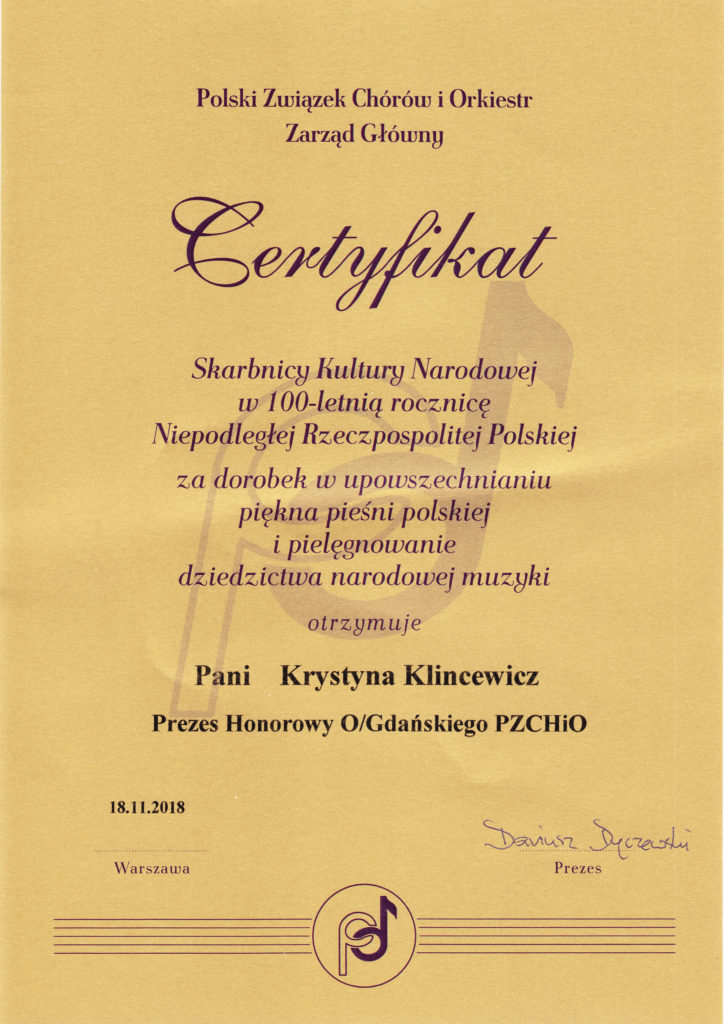 Polski Związek Chórów i Orkiestr
Zarząd Główny
Certyfikat
Skarbnicy Kultury Narodowej
w 100-letnią rocznicę
Niepodległej Rzeczpospolitej Polskiej
za dorobek w upowszechnianiu
piękna pieśni polskiej
i pielęgnowanie
dziedzictwa narodowej muzyki
otrzymuje
Pani Krystyna Klincewicz
Prezes Honorowy O/Gdańskiego PZCHiO
18.11.2018
Dariusz Dyczewski
Warszawa
Prezes